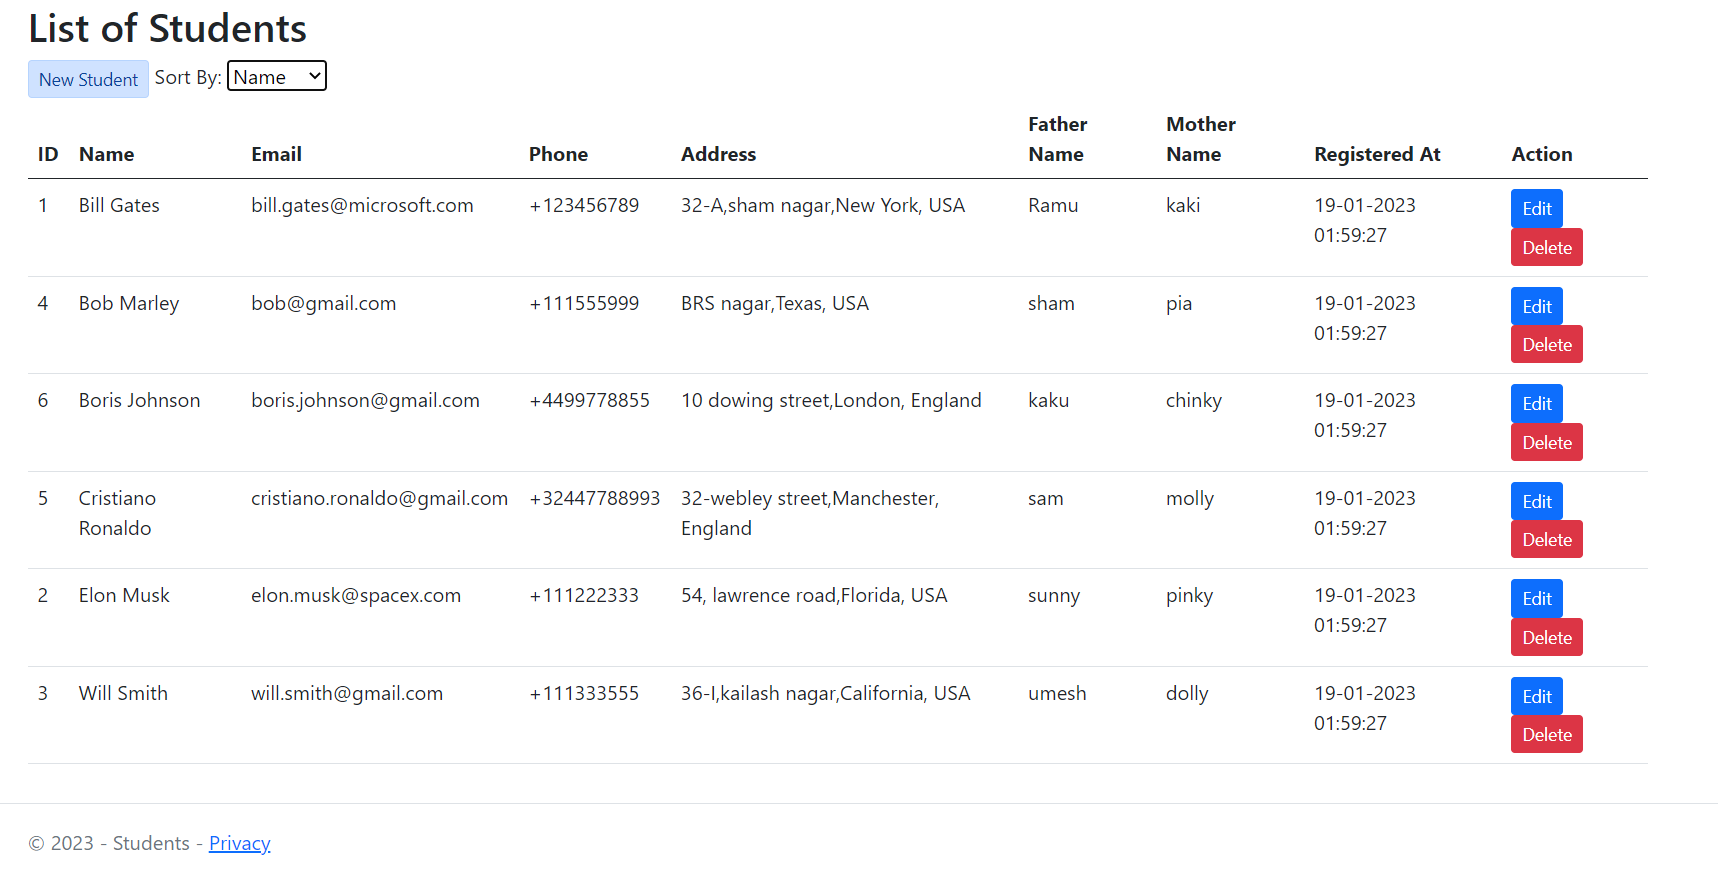 List of Students
New Student Sort By: Name
ID Name Email Phone Address Father Name Mother Name Registered At Action
1 Bill Gates bill.gates@microsoft.com +123456789 32-A,sham nagar,New York, USA Ramu kaki 19-01-2023 01:59:27 Edit Delete
4 Bob Marley bob@gmail.com +111555999 BRS nagar,Texas, USA sham pia 19-01-2023 01:59:27 Edit Delete
6 Boris Johnson boris.johnson@gmail.com +4499778855 10 dowing street,London, England kaku chinky 19-01-2023 01:59:27 Edit Delete
5 Cristiano Ronaldo cristiano.ronaldo@gmail.com +32447788993 32-webley street,Manchester, England sam molly 19-01-2023 01:59:27 Edit Delete
2 Elon Musk elon.musk@spacex.com +111222333 54, lawrence road,Florida, USA sunny pinky 19-01-2023 01:59:27 Edit Delete
3 Will Smith will.smith@gmail.com +111333555 36-I,kailash nagar,California, USA umesh dolly 19-01-2023 01:59:27 Edit Delete
© 2023 - Students - Privacy